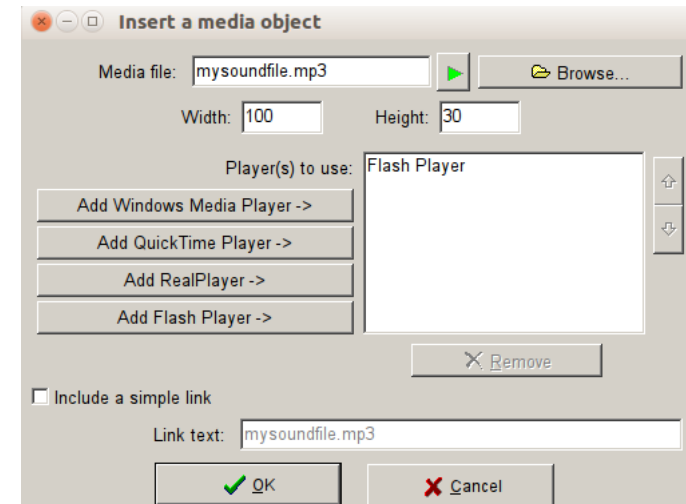 Insert a media object
Media file: mysoundfile.mp3 Browse...
Width: 100 Height: 30
Player(s) to use: Flash Player
Add Windows Media Player ->
Add QuickTime Player ->
Add RealPlayer ->
Add Flash Player ->
Remove
Include a simple link
Link text: mysoundfile.mp3
OK Cancel